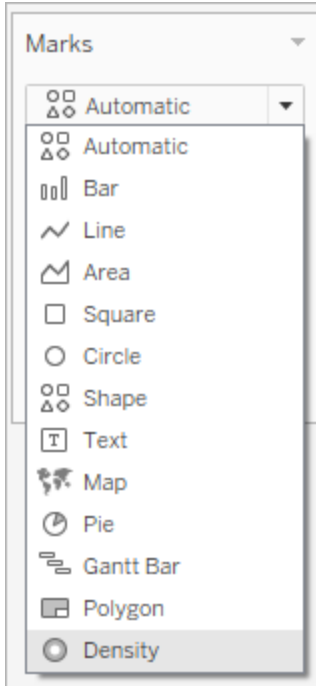 Marks
Automatic
Automatic
Bar
Line
Area
Square
Circle
Shape
T Text
Map
Pie
Gantt Bar
Polygon
Density